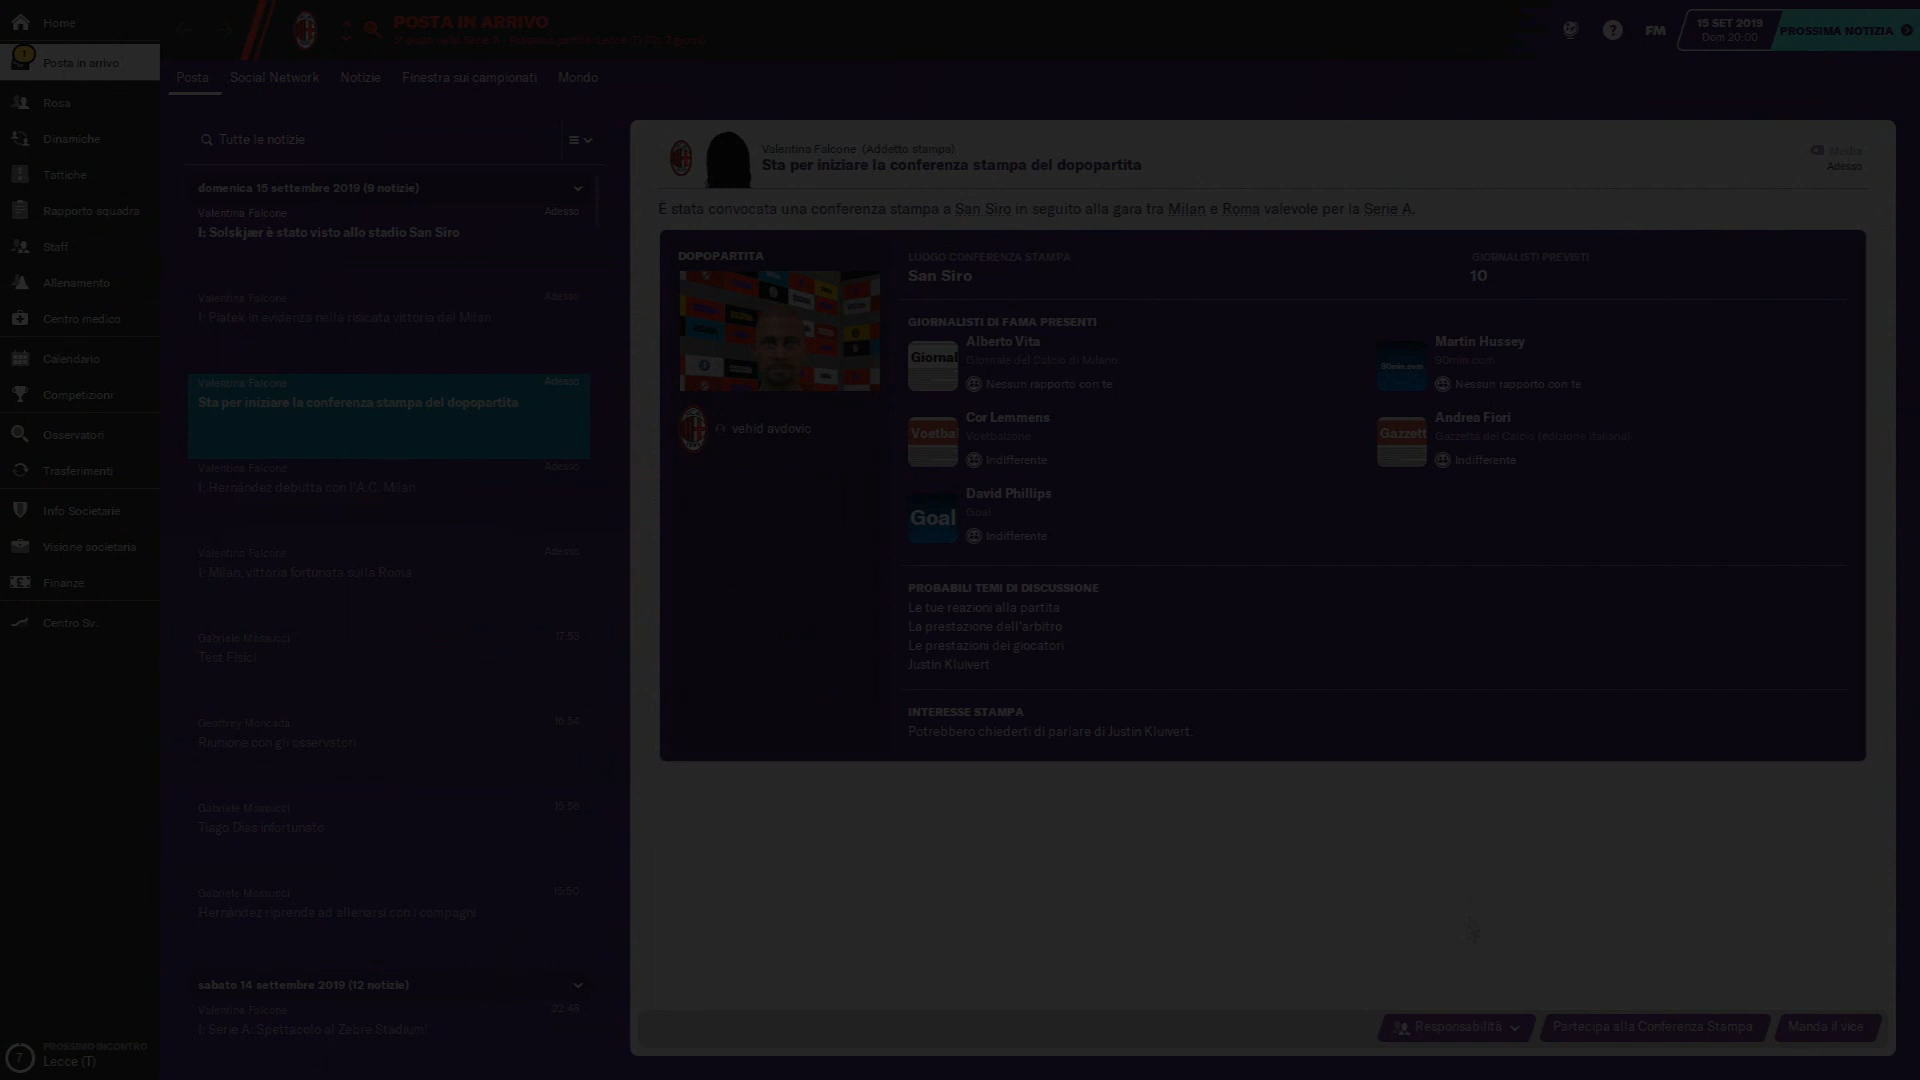 Home
POSTA IN ARRIVO
15 SET 2019
Dom 20:00
PROSSIMA NOTIZIA
FM
Posta in arrivo
Posta
Social Network
Notizie
Finestra sui campionati
Mondo
Rosa
Dinamiche
Tattiche
Rapporto squadra
Staff
Allenamento
Centro medico
Calendario
Competizioni
Osservatori
Trasferimenti
Info Societarie
Visione societaria
Finanze
Centro Sv.
PROSSIMO INCONTRO
7
Lecce (T)
Tutte le notizie
domenica 15 settembre 2019 (9 notizie)
Valentina Falcone
Adesso
I: Solskjær è stato visto allo stadio San Siro
Valentina Falcone
Adesso
I: Piatek in evidenza nella risicata vittoria del Milan
Valentina Falcone
Adesso
Sta per iniziare la conferenza stampa del dopopartita
Valentina Falcone
Adesso
I: Hernández debutta con l'A.C. Milan
Valentina Falcone
Adesso
I: Milan, vittoria fortunata sulla Roma
Gabriele Massucci
17:53
Test Fisici
Geoffrey Moncada
16:54
Riunione con gli osservatori
Gabriele Massucci
15:56
Tiago Dias infortunato
Gabriele Massucci
15:50
Hernández riprende ad allenarsi con i compagni
sabato 14 settembre 2019 (12 notizie)
Valentina Falcone
22:48
I: Serie A: Spettacolo al Zebre Stadium!
Valentina Falcone (Addetto stampa)
Sta per iniziare la conferenza stampa del dopopartita
Media
Adesso
È stata convocata una conferenza stampa a San Siro in seguito alla gara tra Milan e Roma valevole per la Serie A.
DOPOPARTITA
vehid avdovic
LUOGO CONFERENZA STAMPA
San Siro
GIORNALISTI PREVISTI
10
GIORNALISTI DI FAMA PRESENTI
Giornal
Alberto Vita
Giornale del Calcio di Milano
Nessun rapporto con te
90min.com
Martin Hussey
90min.com
Nessun rapporto con te
Voetbal
Cor Lemmens
Voetbalzone
Indifferente
Gazzett
Andrea Fiori
Gazzetta del Calcio (edizione italiana)
Indifferente
Goal
David Phillips
Goal
Indifferente
PROBABILI TEMI DI DISCUSSIONE
Le tue reazioni alla partita
La prestazione dell'arbitro
Le prestazioni dei giocatori
Justin Kluivert
INTERESSE STAMPA
Potrebbero chiederti di parlare di Justin Kluivert.
Responsabilità
Partecipa alla Conferenza Stampa
Manda il vice